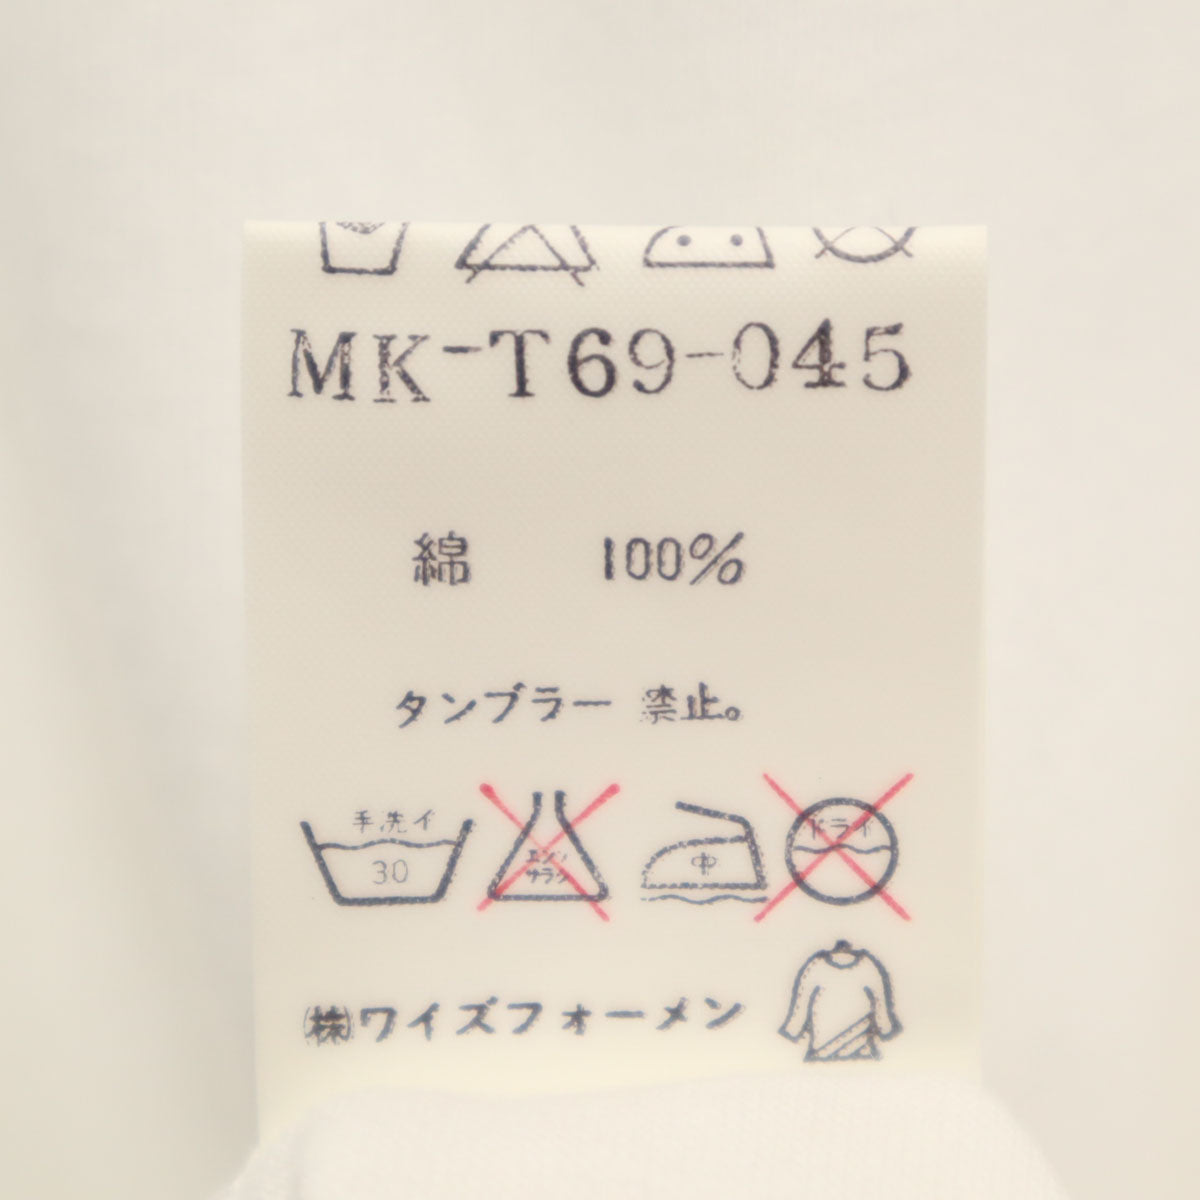 MK-T69-045
綿 100%
タンブラー 禁止。
手洗イ
30
エンソ
サラシ
中
ドライ
㈱ワイズフォーメン